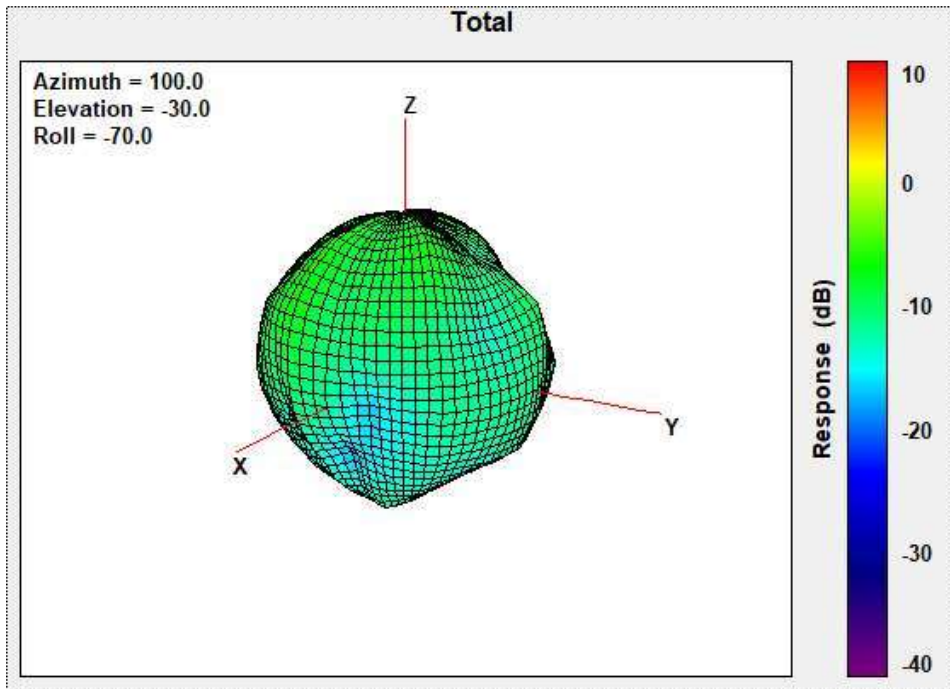 Total
Azimuth = 100.0
Elevation = -30.0
Roll = -70.0
Z
X
Y
Response (dB)
10
0
-10
-20
-30
-40